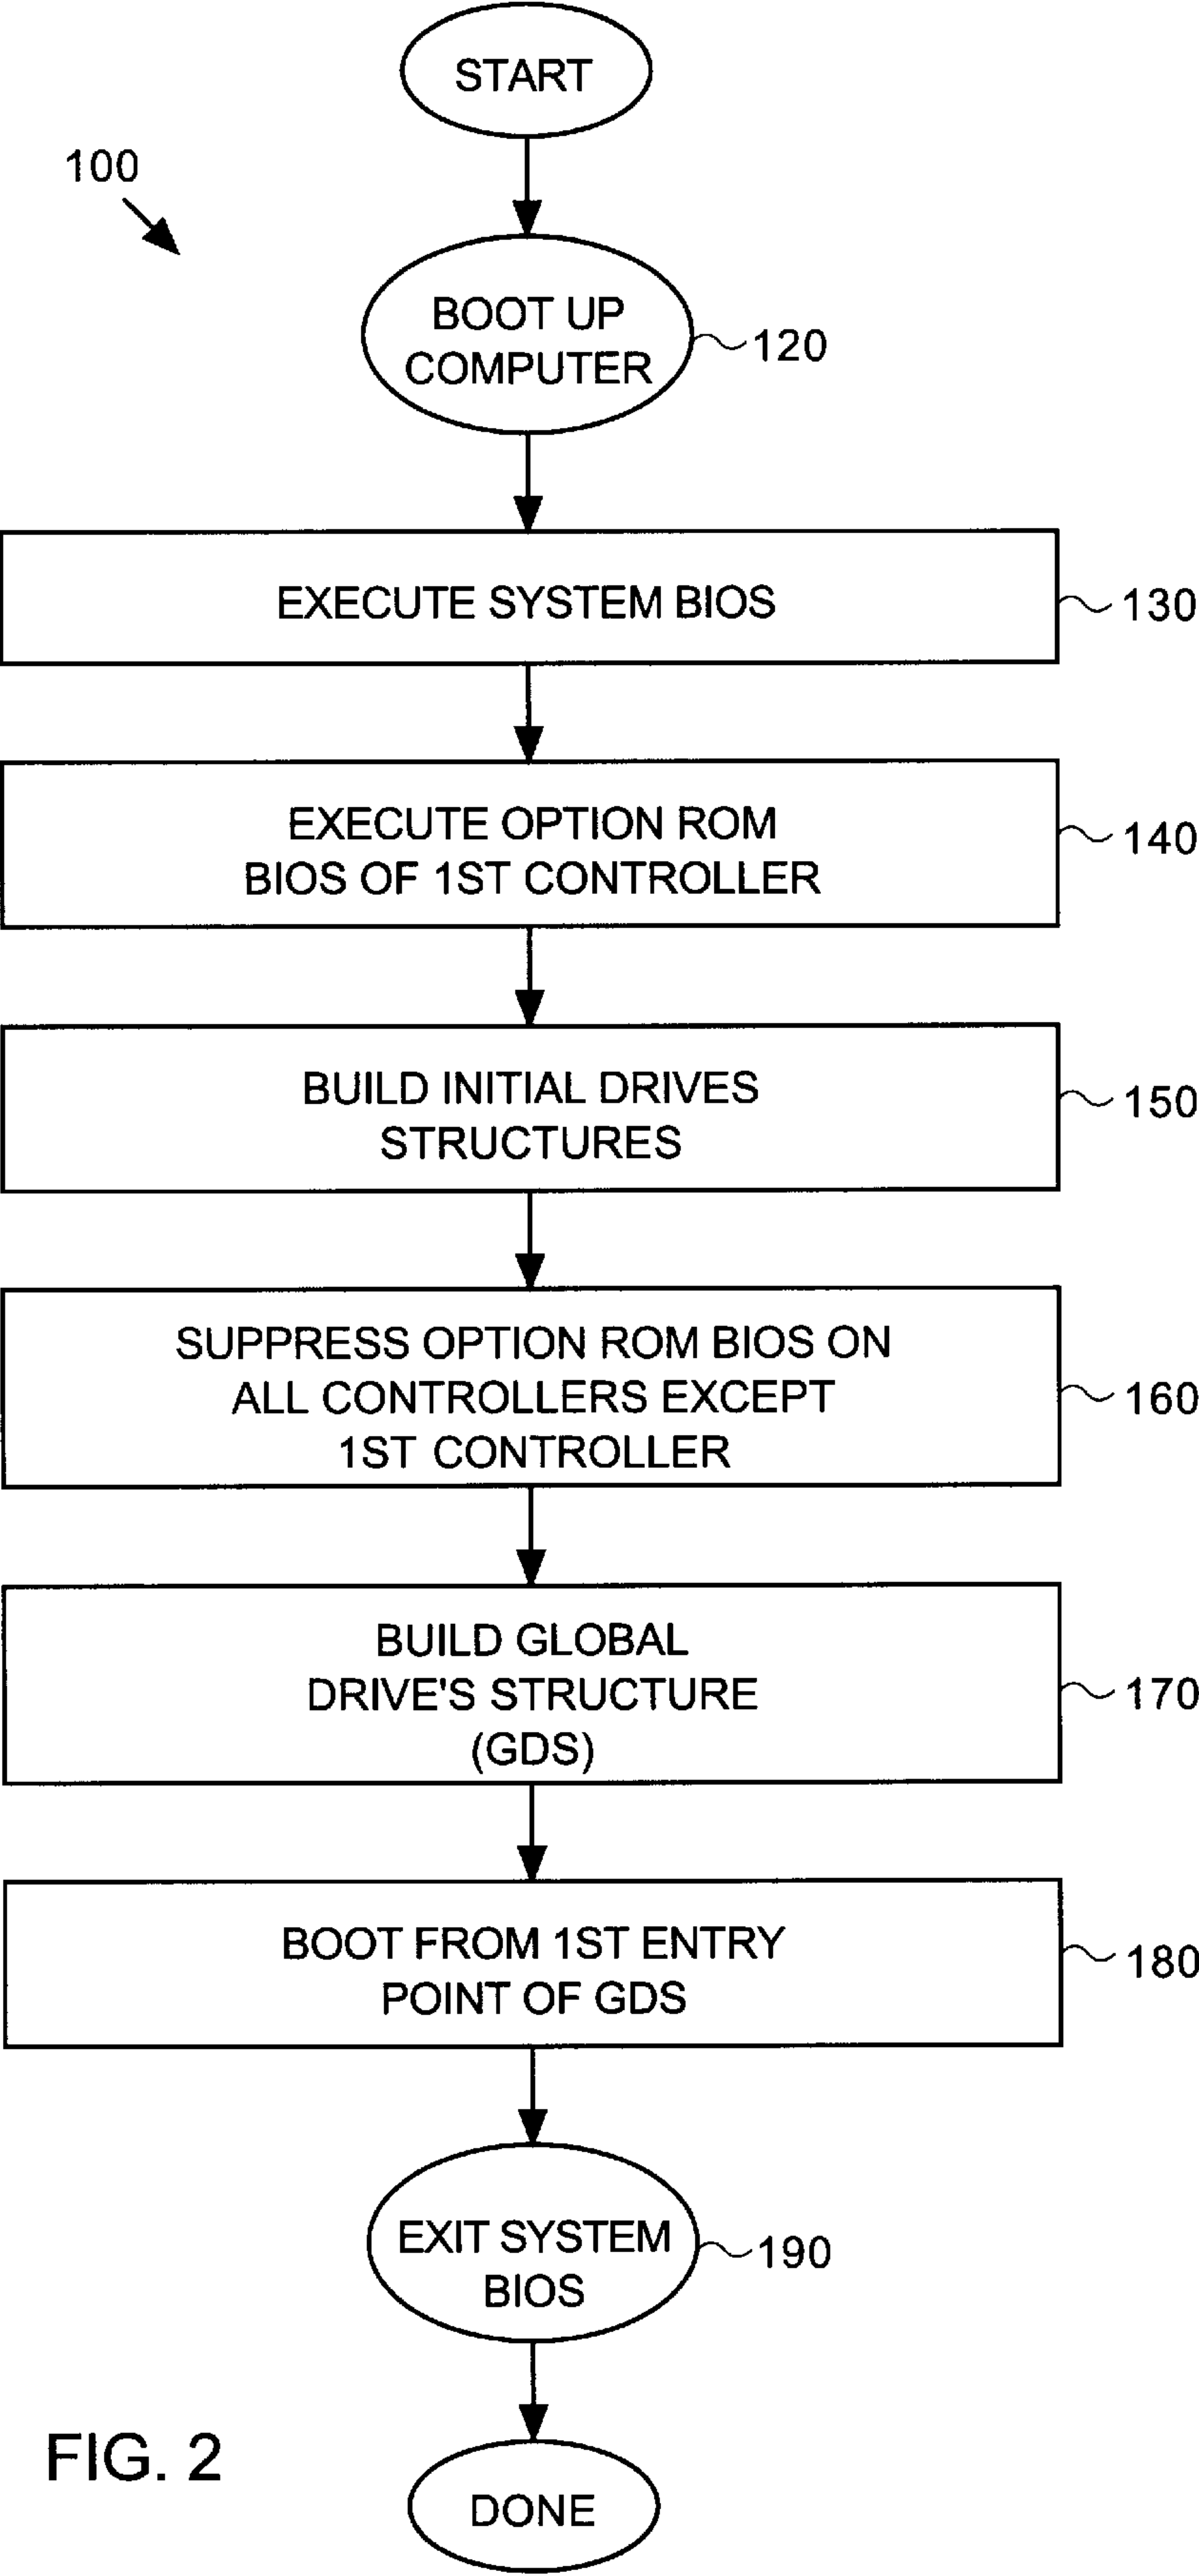 START
100
BOOT UP
COMPUTER
120
EXECUTE SYSTEM BIOS
130
EXECUTE OPTION ROM
BIOS OF 1ST CONTROLLER
140
BUILD INITIAL DRIVES
STRUCTURES
150
SUPPRESS OPTION ROM BIOS ON
ALL CONTROLLERS EXCEPT
1ST CONTROLLER
160
BUILD GLOBAL
DRIVE'S STRUCTURE
(GDS)
170
BOOT FROM 1ST ENTRY
POINT OF GDS
180
EXIT SYSTEM
BIOS
190
FIG. 2
DONE